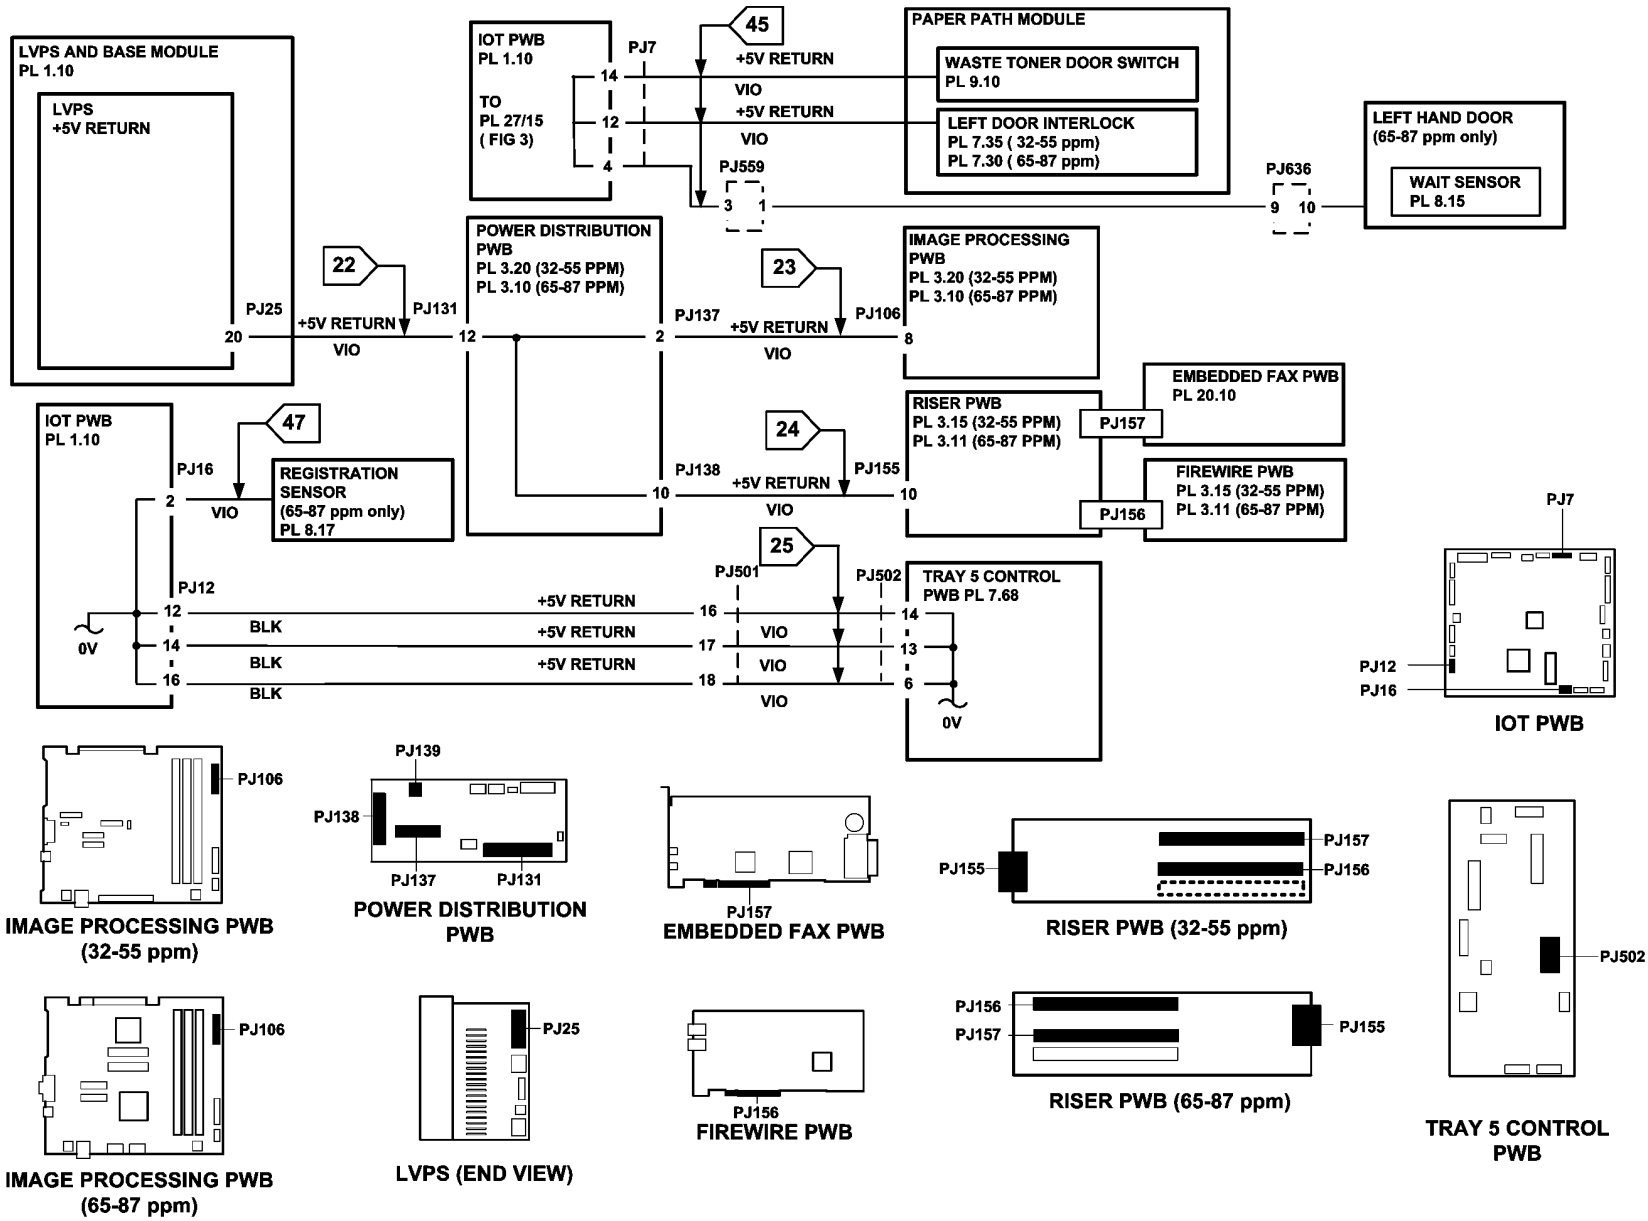 LVPS AND BASE MODULE
PL 1.10
LVPS
+5V RETURN
PJ25
20
+5V RETURN
VIO
22
PJ131
12
IOT PWB
PL 1.10
TO
PL 27/15
( FIG 3)
PJ7
14
12
4
45
+5V RETURN
VIO
+5V RETURN
VIO
PJ559
3
1
PAPER PATH MODULE
WASTE TONER DOOR SWITCH
PL 9.10
LEFT DOOR INTERLOCK
PL 7.35 ( 32-55 ppm)
PL 7.30 ( 65-87 ppm)
PJ636
9
10
LEFT HAND DOOR
(65-87 ppm only)
WAIT SENSOR
PL 8.15
POWER DISTRIBUTION
PWB
PL 3.20 (32-55 PPM)
PL 3.10 (65-87 PPM)
2
PJ137
23
+5V RETURN
VIO
PJ106
8
IMAGE PROCESSING
PWB
PL 3.20 (32-55 PPM)
PL 3.10 (65-87 PPM)
10
PJ138
24
+5V RETURN
VIO
PJ155
10
RISER PWB
PL 3.15 (32-55 PPM)
PL 3.11 (65-87 PPM)
PJ157
PJ156
EMBEDDED FAX PWB
PL 20.10
FIREWIRE PWB
PL 3.15 (32-55 PPM)
PL 3.11 (65-87 PPM)
IOT PWB
PL 1.10
PJ16
2
VIO
47
REGISTRATION
SENSOR
(65-87 ppm only)
PL 8.17
PJ12
12
14
16
0V
BLK
BLK
BLK
+5V RETURN
+5V RETURN
+5V RETURN
PJ501
16
17
18
25
VIO
VIO
VIO
PJ502
14
13
6
TRAY 5 CONTROL
PWB PL 7.68
0V
PJ7
PJ12
PJ16
IOT PWB
PJ106
IMAGE PROCESSING PWB
(32-55 ppm)
PJ139
PJ138
PJ137
PJ131
POWER DISTRIBUTION
PWB
PJ157
EMBEDDED FAX PWB
PJ155
PJ157
PJ156
RISER PWB (32-55 ppm)
PJ502
TRAY 5 CONTROL
PWB
PJ106
IMAGE PROCESSING PWB
(65-87 ppm)
PJ25
LVPS (END VIEW)
PJ156
FIREWIRE PWB
PJ156
PJ157
PJ155
RISER PWB (65-87 ppm)